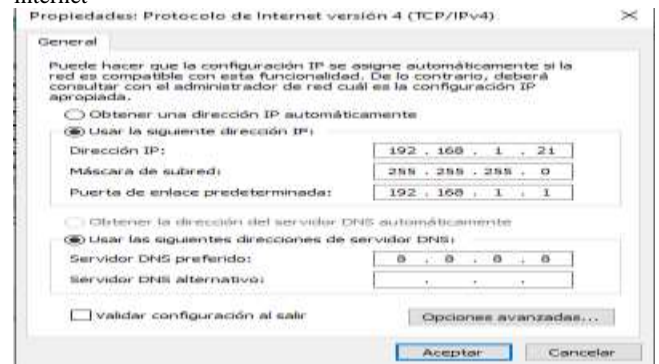 internet
Propiedades: Protocolo de Internet versión 4 (TCP/IPv4)
General
Puede hacer que la configuración IP se asigne automáticamente si la
red es compatible con esta funcionalidad. De lo contrario, deberá
consultar con el administrador de red cuál es la configuración IP
apropiada.
Obtener una dirección IP automáticamente
Usar la siguiente dirección IP:
Dirección IP: 192 . 168 . 1 . 21
Máscara de subred: 255 . 255 . 255 . 0
Puerta de enlace predeterminada: 192 . 168 . 1 . 1
Obtener la dirección del servidor DNS automáticamente
Usar las siguientes direcciones de servidor DNS:
Servidor DNS preferido: 8 . 8 . 8 . 8
Servidor DNS alternativo: . . .
Validar configuración al salir
Opciones avanzadas...
Aceptar Cancelar